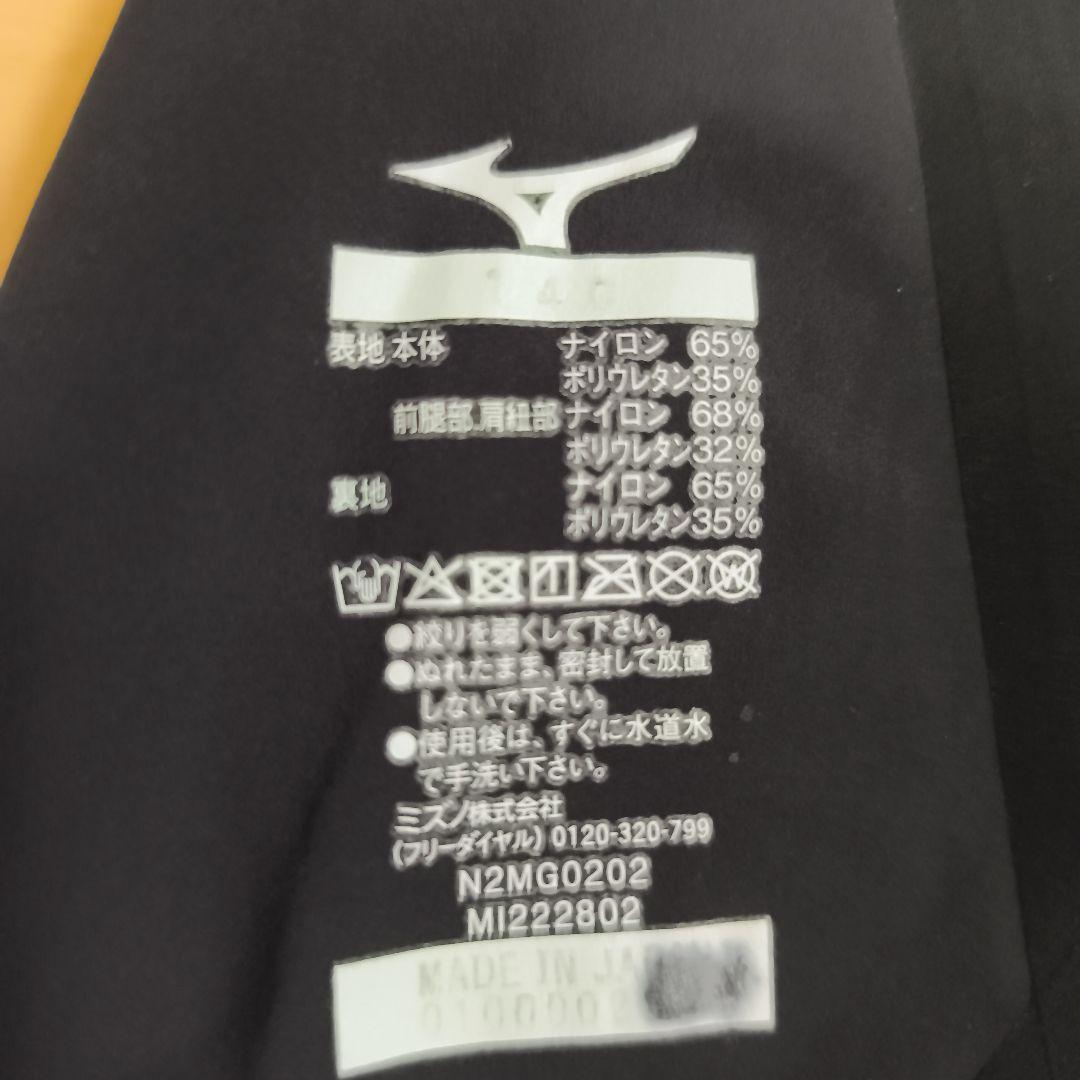 表地 本体 ナイロン 65%
ポリウレタン35%
前腿部.肩紐部 ナイロン 68%
ポリウレタン32%
裏地 ナイロン 65%
ポリウレタン35%
W
●絞りを弱くして下さい。
●ぬれたまま、密封して放置
しないで下さい。
●使用後は、すぐに水道水
で手洗い下さい。
ミズノ株式会社
(フリーダイヤル) 0120-320-799
N2MG0202
MI222802
MADE IN